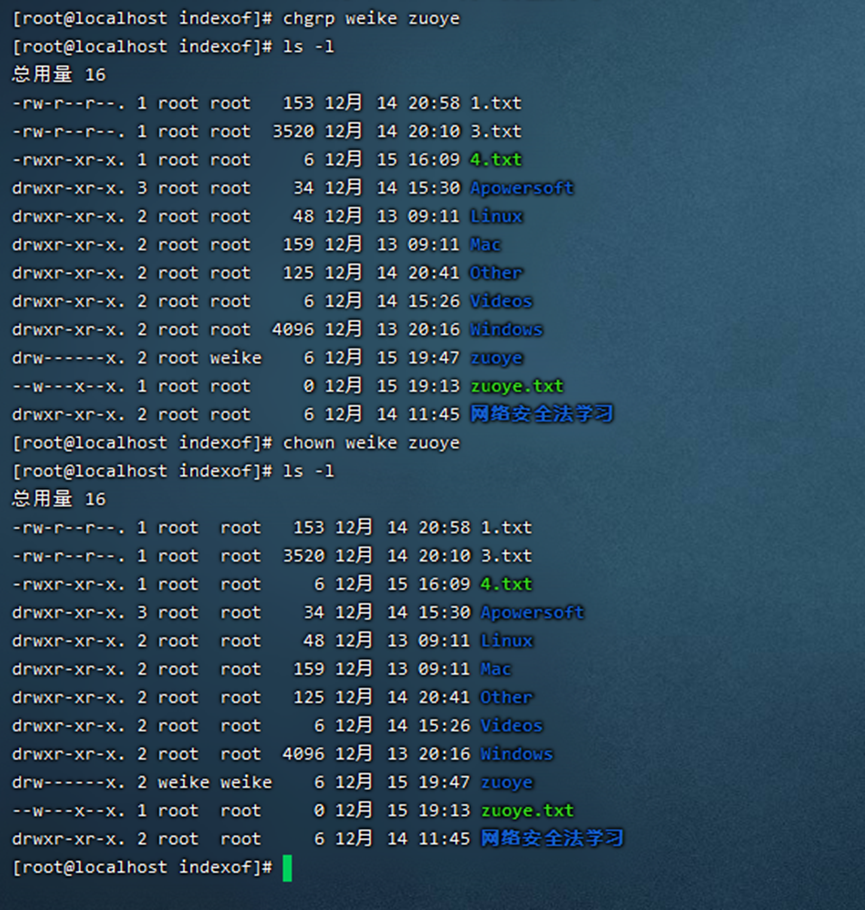 [root@localhost indexof]# chgrp weike zuoye
[root@localhost indexof]# ls -l
总用量 16
-rw-r--r--. 1 root root   153 12月  14 20:58 1.txt
-rw-r--r--. 1 root root  3520 12月  14 20:10 3.txt
-rwxr-xr-x. 1 root root     6 12月  15 16:09 4.txt
drwxr-xr-x. 3 root root    34 12月  14 15:30 Apowersoft
drwxr-xr-x. 2 root root    48 12月  13 09:11 Linux
drwxr-xr-x. 2 root root   159 12月  13 09:11 Mac
drwxr-xr-x. 2 root root   125 12月  14 20:41 Other
drwxr-xr-x. 2 root root     6 12月  14 15:26 Videos
drwxr-xr-x. 2 root root  4096 12月  13 20:16 Windows
drw------x. 2 root weike    6 12月  15 19:47 zuoye
--w---x--x. 1 root root     0 12月  15 19:13 zuoye.txt
drwxr-xr-x. 2 root root     6 12月  14 11:45 网络安全法学习
[root@localhost indexof]# chown weike zuoye
[root@localhost indexof]# ls -l
总用量 16
-rw-r--r--. 1 root  root   153 12月  14 20:58 1.txt
-rw-r--r--. 1 root  root  3520 12月  14 20:10 3.txt
-rwxr-xr-x. 1 root  root     6 12月  15 16:09 4.txt
drwxr-xr-x. 3 root  root    34 12月  14 15:30 Apowersoft
drwxr-xr-x. 2 root  root    48 12月  13 09:11 Linux
drwxr-xr-x. 2 root  root   159 12月  13 09:11 Mac
drwxr-xr-x. 2 root  root   125 12月  14 20:41 Other
drwxr-xr-x. 2 root  root     6 12月  14 15:26 Videos
drwxr-xr-x. 2 root  root  4096 12月  13 20:16 Windows
drw------x. 2 weike weike    6 12月  15 19:47 zuoye
--w---x--x. 1 root  root     0 12月  15 19:13 zuoye.txt
drwxr-xr-x. 2 root  root     6 12月  14 11:45 网络安全法学习
[root@localhost indexof]#